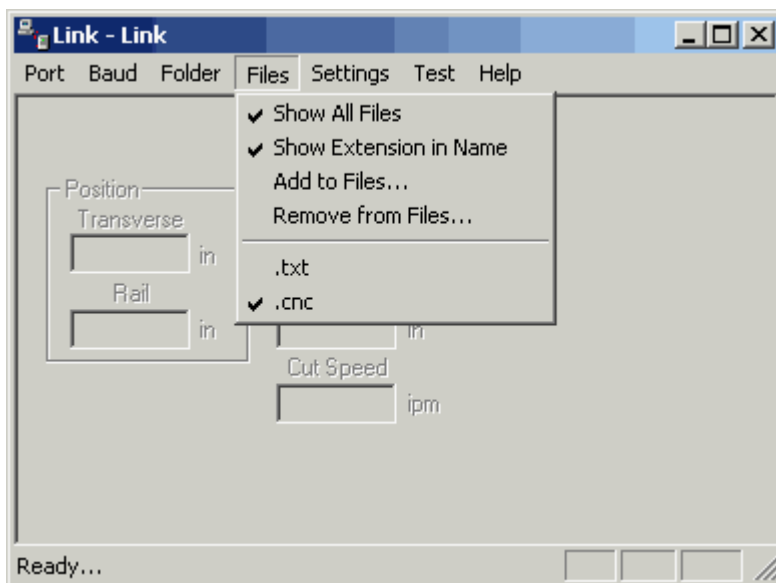 Link - Link
Port Baud Folder Files Settings Test Help
Show All Files
Show Extension in Name
Add to Files...
Remove from Files...
.txt
.cnc
Position
Transverse
in
Rail
in
in
Cut Speed
ipm
Ready...